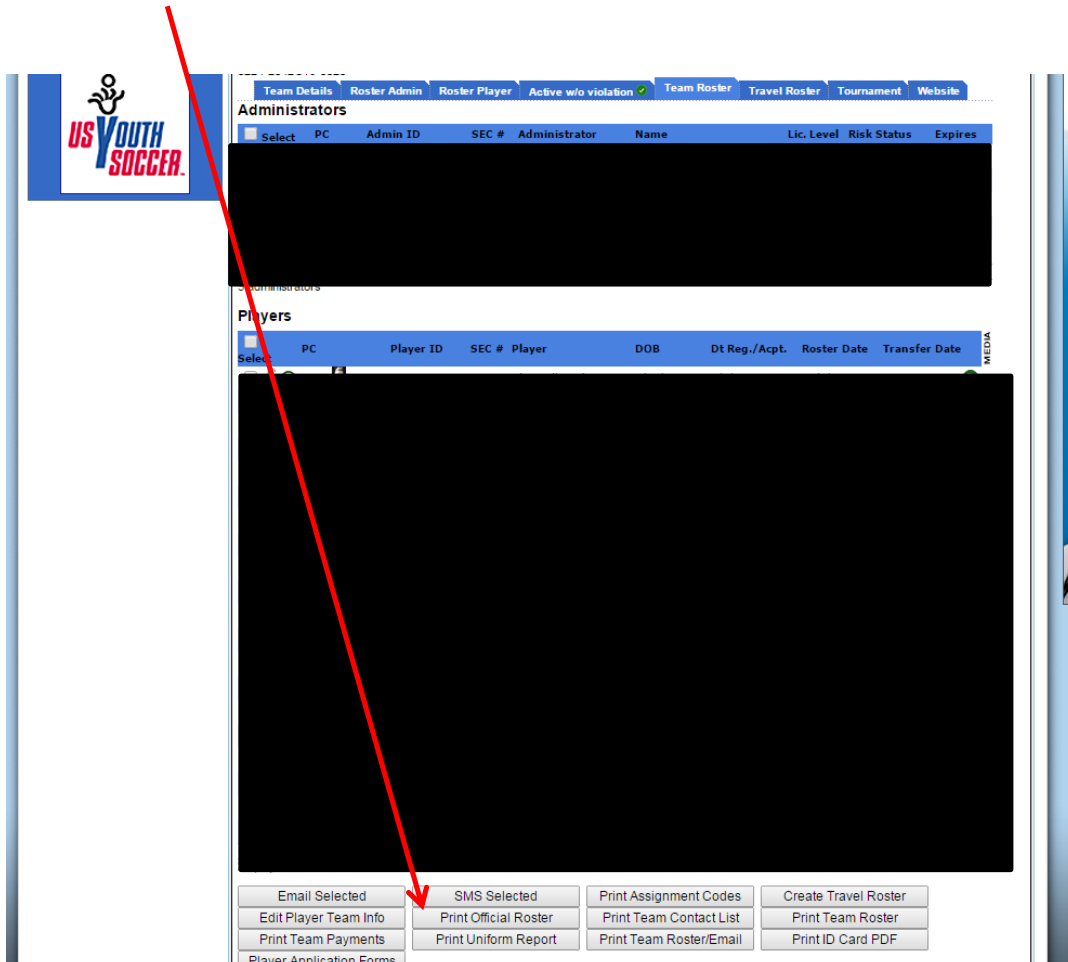 US YOUTH
SOCCER.
Team Details Roster Admin Roster Player Active w/o violation Team Roster Travel Roster Tournament Website
Administrators
Select PC Admin ID SEC # Administrator Name Lic. Level Risk Status Expires
administrators
Players
Select PC Player ID SEC # Player DOB Dt Reg./Acpt. Roster Date Transfer Date MEDIA
Email Selected SMS Selected Print Assignment Codes Create Travel Roster
Edit Player Team Info Print Official Roster Print Team Contact List Print Team Roster
Print Team Payments Print Uniform Report Print Team Roster/Email Print ID Card PDF
Player Application Forms